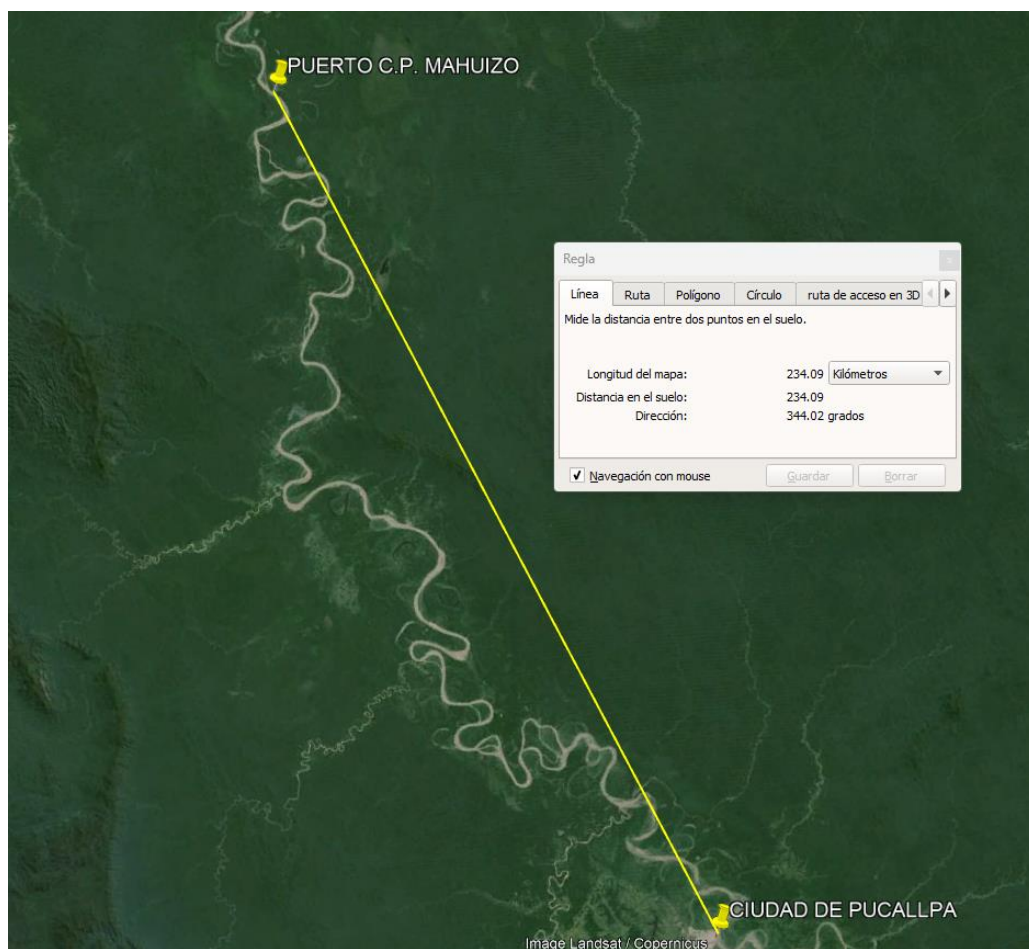 PUERTO C.P. MAHUIZO
Regla
Línea Ruta Polígono Círculo ruta de acceso en 3D
Mide la distancia entre dos puntos en el suelo.
Longitud del mapa: 234.09 Kilómetros
Distancia en el suelo: 234.09
Dirección: 344.02 grados
Navegación con mouse Guardar Borrar
CIUDAD DE PUCALLPA
Image Landsat / Copernicus